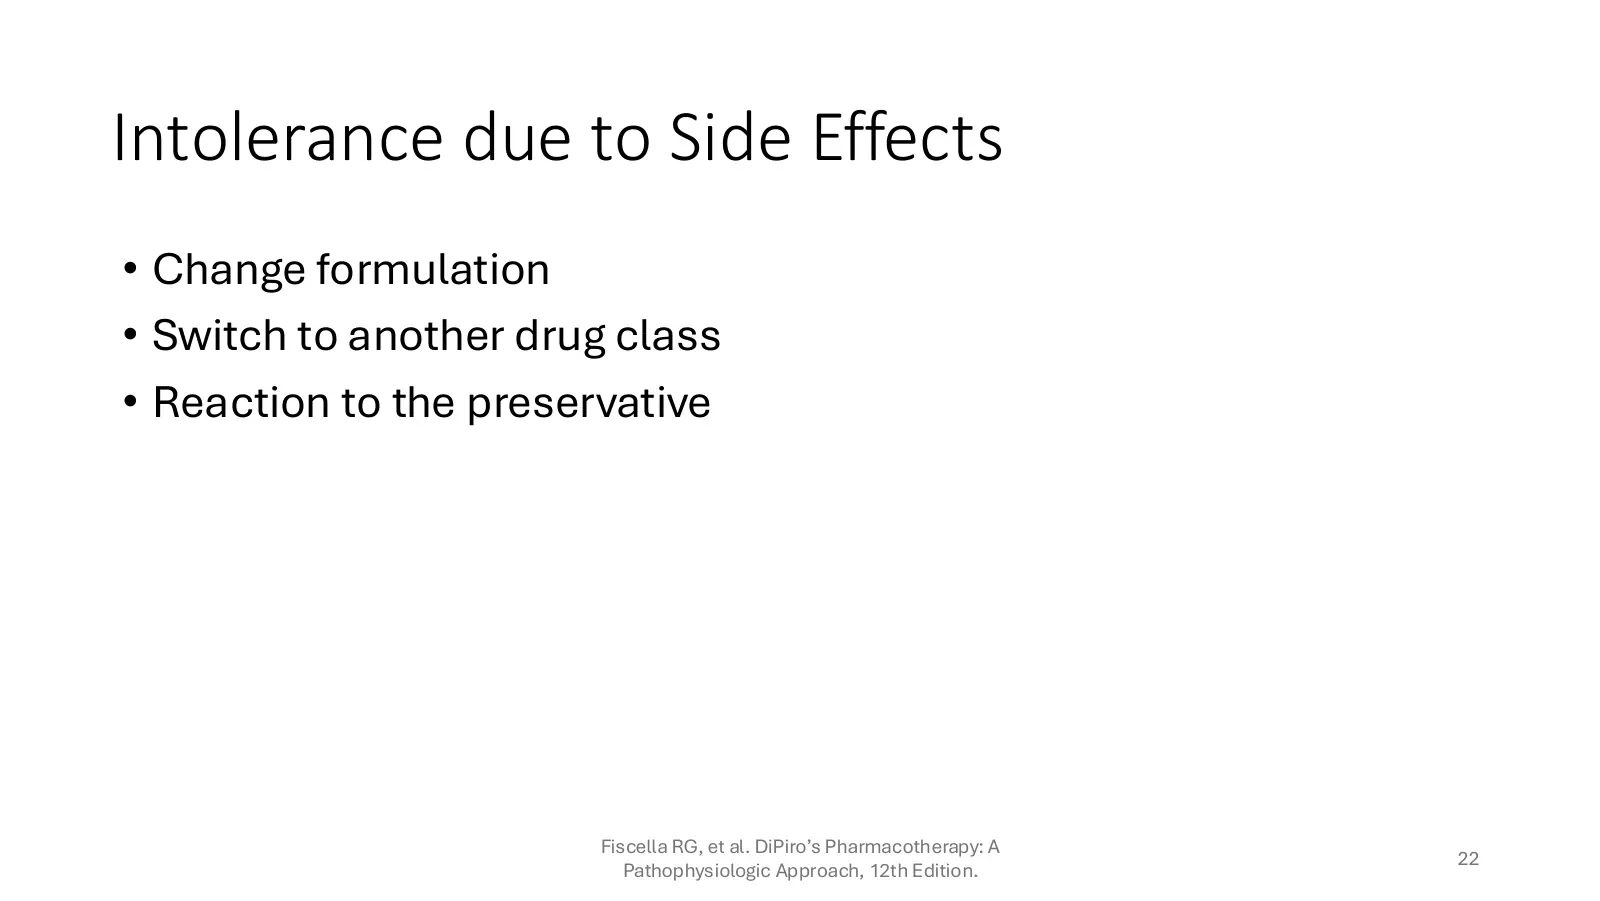 Intolerance due to Side Effects
• Change formulation
• Switch to another drug class
• Reaction to the preservative
Fiscella RG, et al. DiPiro’s Pharmacotherapy: A
Pathophysiologic Approach, 12th Edition.
22